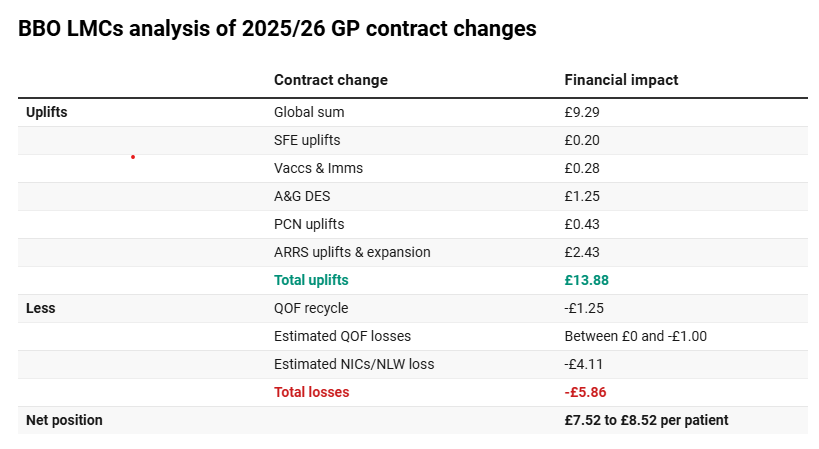 BBO LMCs analysis of 2025/26 GP contract changes
Contract change Financial impact
Uplifts Global sum £9.29
SFE uplifts £0.20
Vaccs & Imms £0.28
A&G DES £1.25
PCN uplifts £0.43
ARRS uplifts & expansion £2.43
Total uplifts £13.88
Less QOF recycle -£1.25
Estimated QOF losses Between £0 and -£1.00
Estimated NICs/NLW loss -£4.11
Total losses -£5.86
Net position £7.52 to £8.52 per patient